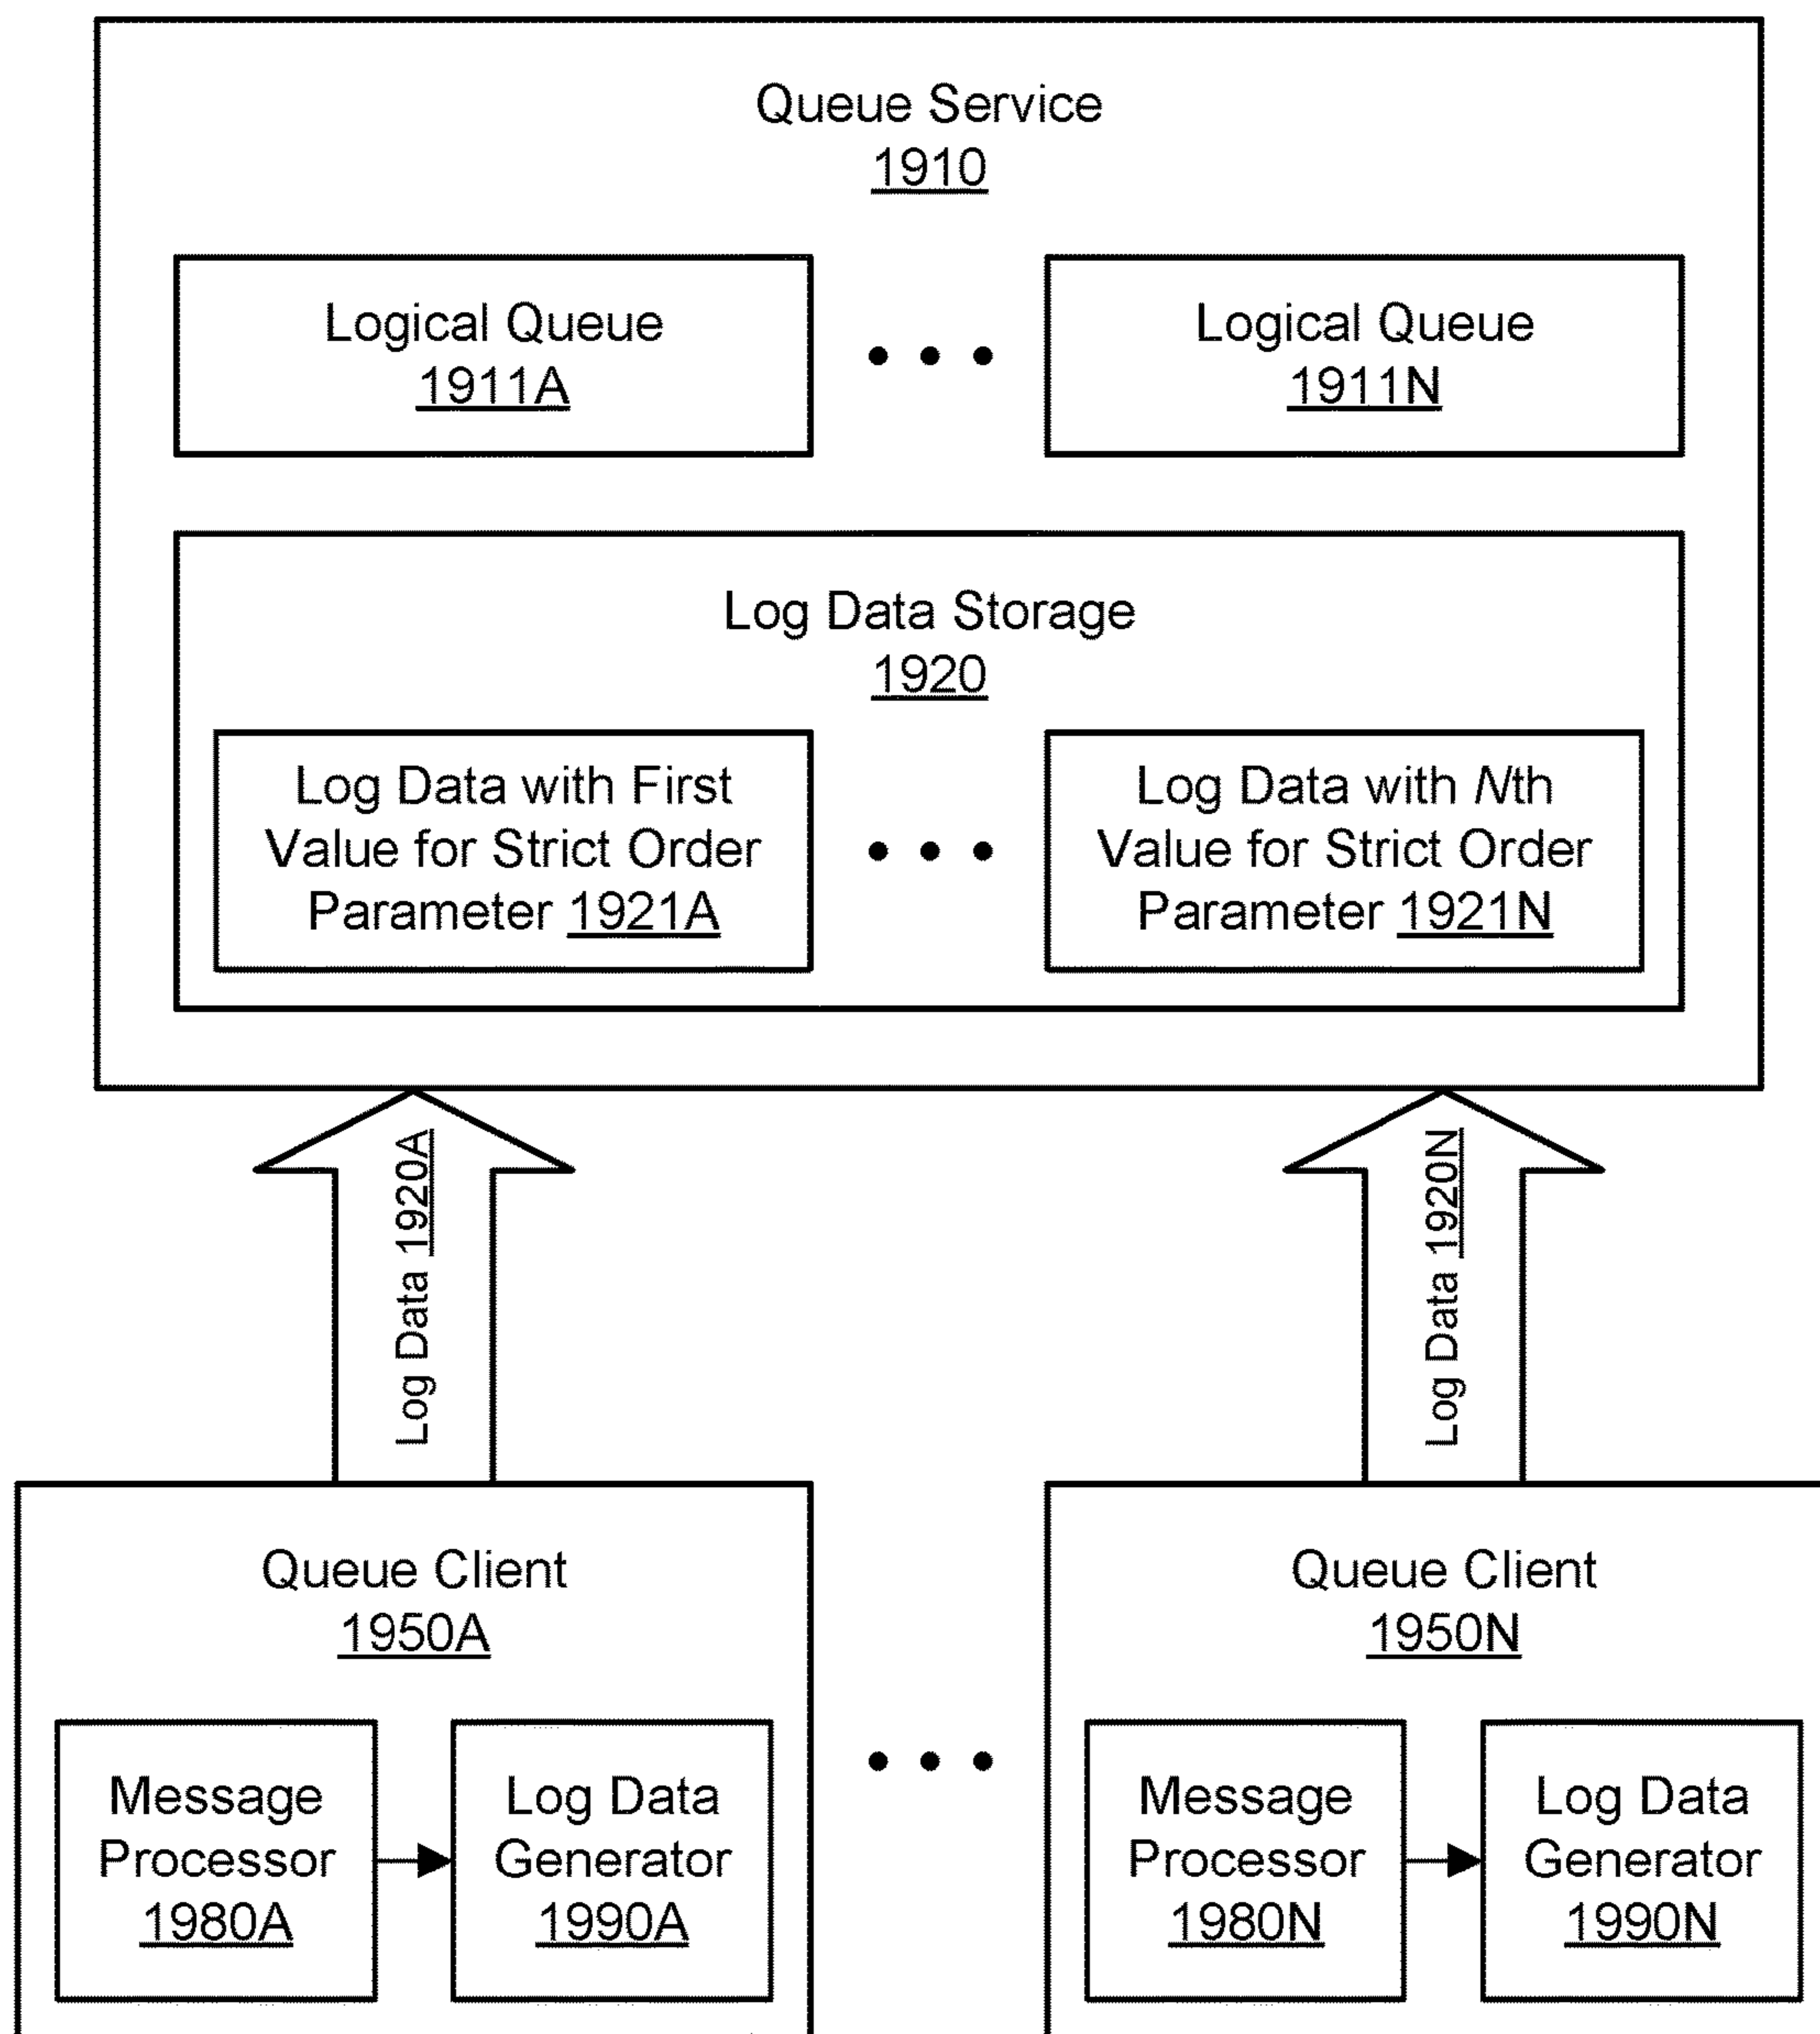 Queue Service
1910
Logical Queue
1911A
Logical Queue
1911N
Log Data Storage
1920
Log Data with First
Value for Strict Order
Parameter 1921A
Log Data with Nth
Value for Strict Order
Parameter 1921N
Log Data 1920A
Log Data 1920N
Queue Client
1950A
Message
Processor
1980A
Log Data
Generator
1990A
Queue Client
1950N
Message
Processor
1980N
Log Data
Generator
1990N